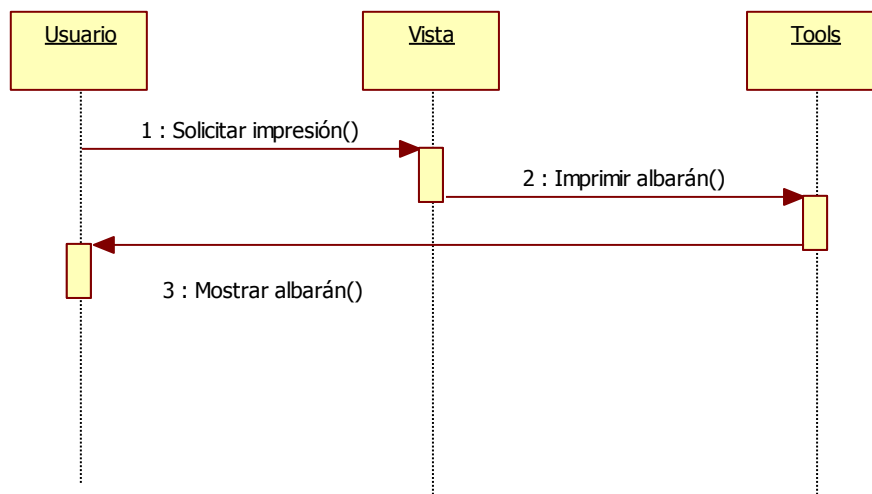 Usuario
Vista
Tools
1 : Solicitar impresión()
2 : Imprimir albarán()
3 : Mostrar albarán()